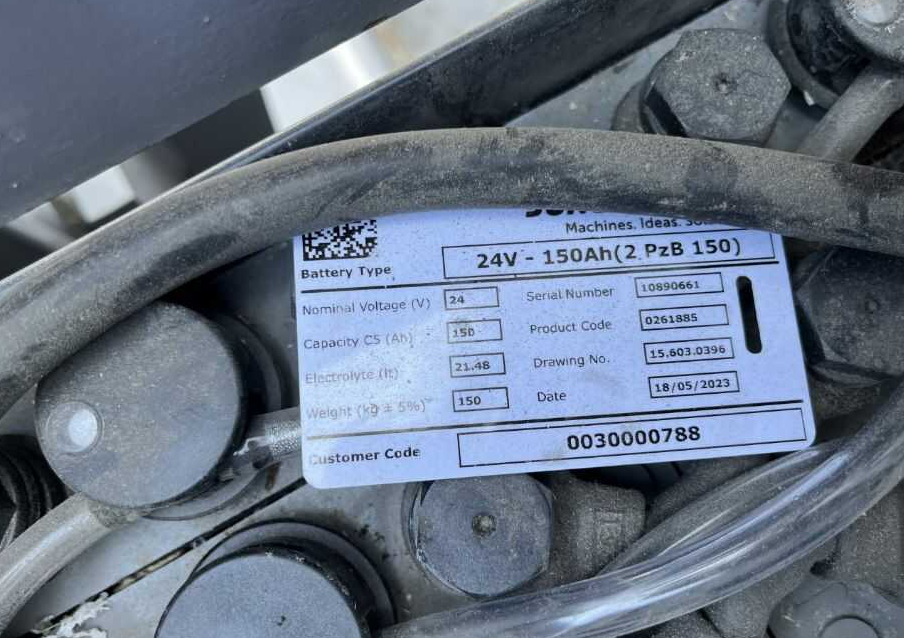 Machines. Ideas.
Battery Type 24V - 150Ah(2 PzB 150)
Nominal Voltage (V) 24 Serial Number 10890661
Capacity C5 (Ah) 150 Product Code 0261885
Electrolyte (lt) 21.48 Drawing No. 15.603.0396
Weight (kg ± 5%) 150 Date 18/05/2023
Customer Code 0030000788